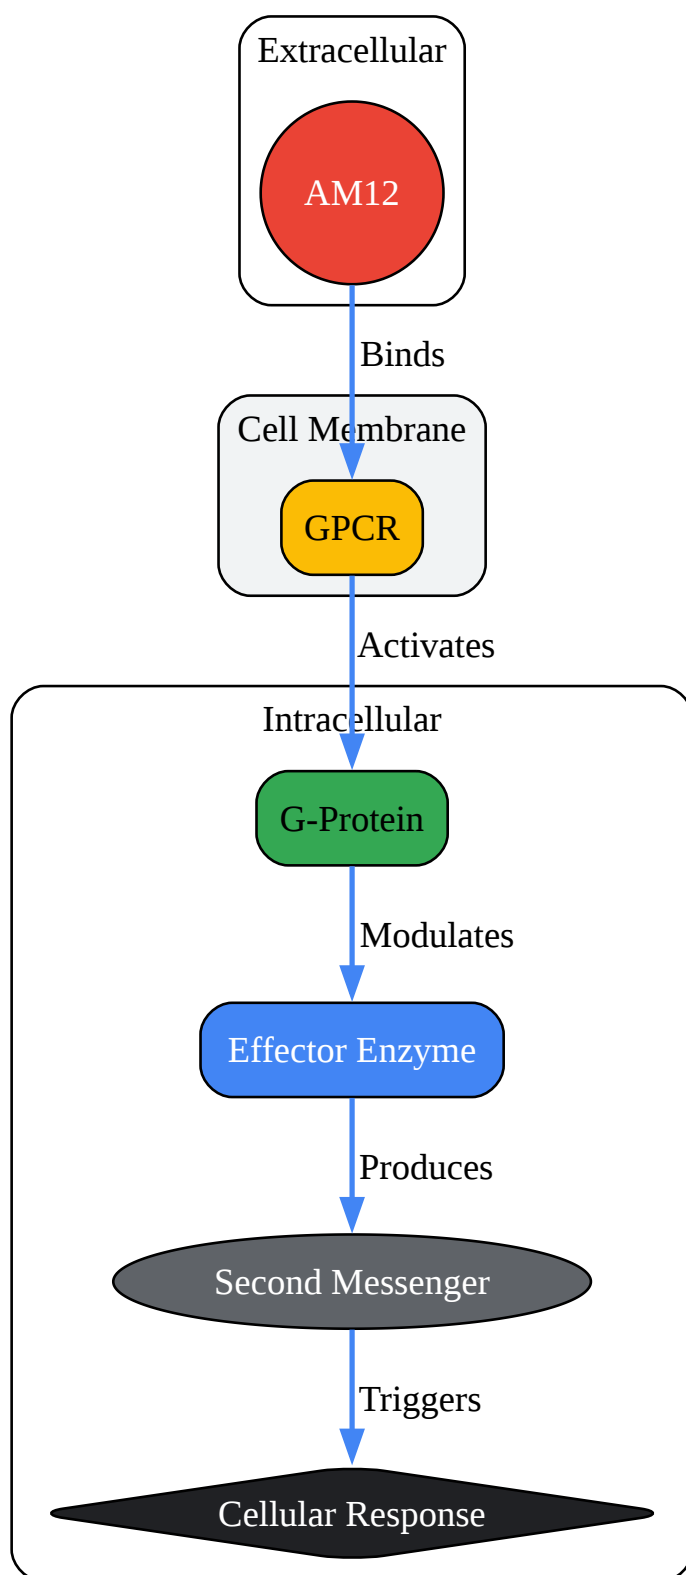 Extracellular
AM12
Binds
Cell Membrane
GPCR
Activates
Intracellular
G-Protein
Modulates
Effector Enzyme
Produces
Second Messenger
Triggers
Cellular Response